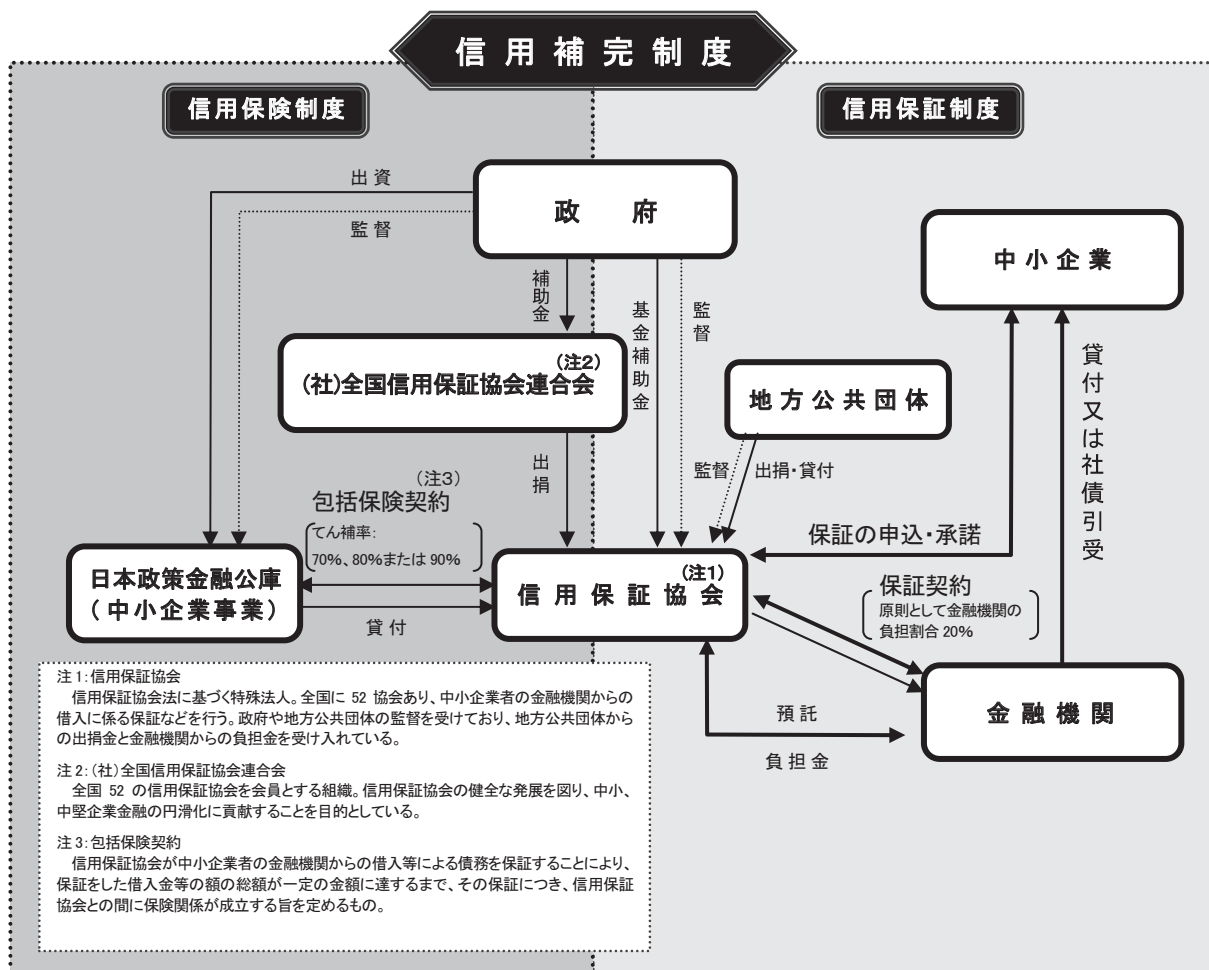 信用補完制度
信用保険制度
信用保証制度
出資
政府
監督
中小企業
補助金
基金補助金
監督
(注2)
(社)全国信用保証協会連合会
地方公共団体
貸付又は社債引受
出捐
監督
出捐・貸付
(注3)
包括保険契約
てん補率:
70%、80%または 90%
保証の申込・承諾
日本政策金融公庫
(中小企業事業)
(注1)
信用保証協会
保証契約
原則として金融機関の
負担割合 20%
貸付
金融機関
預託
負担金
注 1:信用保証協会
信用保証協会法に基づく特殊法人。全国に 52 協会あり、中小企業者の金融機関からの
借入に係る保証などを行う。政府や地方公共団体の監督を受けており、地方公共団体から
の出捐金と金融機関からの負担金を受け入れている。
注 2:(社)全国信用保証協会連合会
全国 52 の信用保証協会を会員とする組織。信用保証協会の健全な発展を図り、中小、
中堅企業金融の円滑化に貢献することを目的としている。
注 3:包括保険契約
信用保証協会が中小企業者の金融機関からの借入等による債務を保証することにより、
保証をした借入金等の額の総額が一定の金額に達するまで、その保証につき、信用保証
協会との間に保険関係が成立する旨を定めるもの。